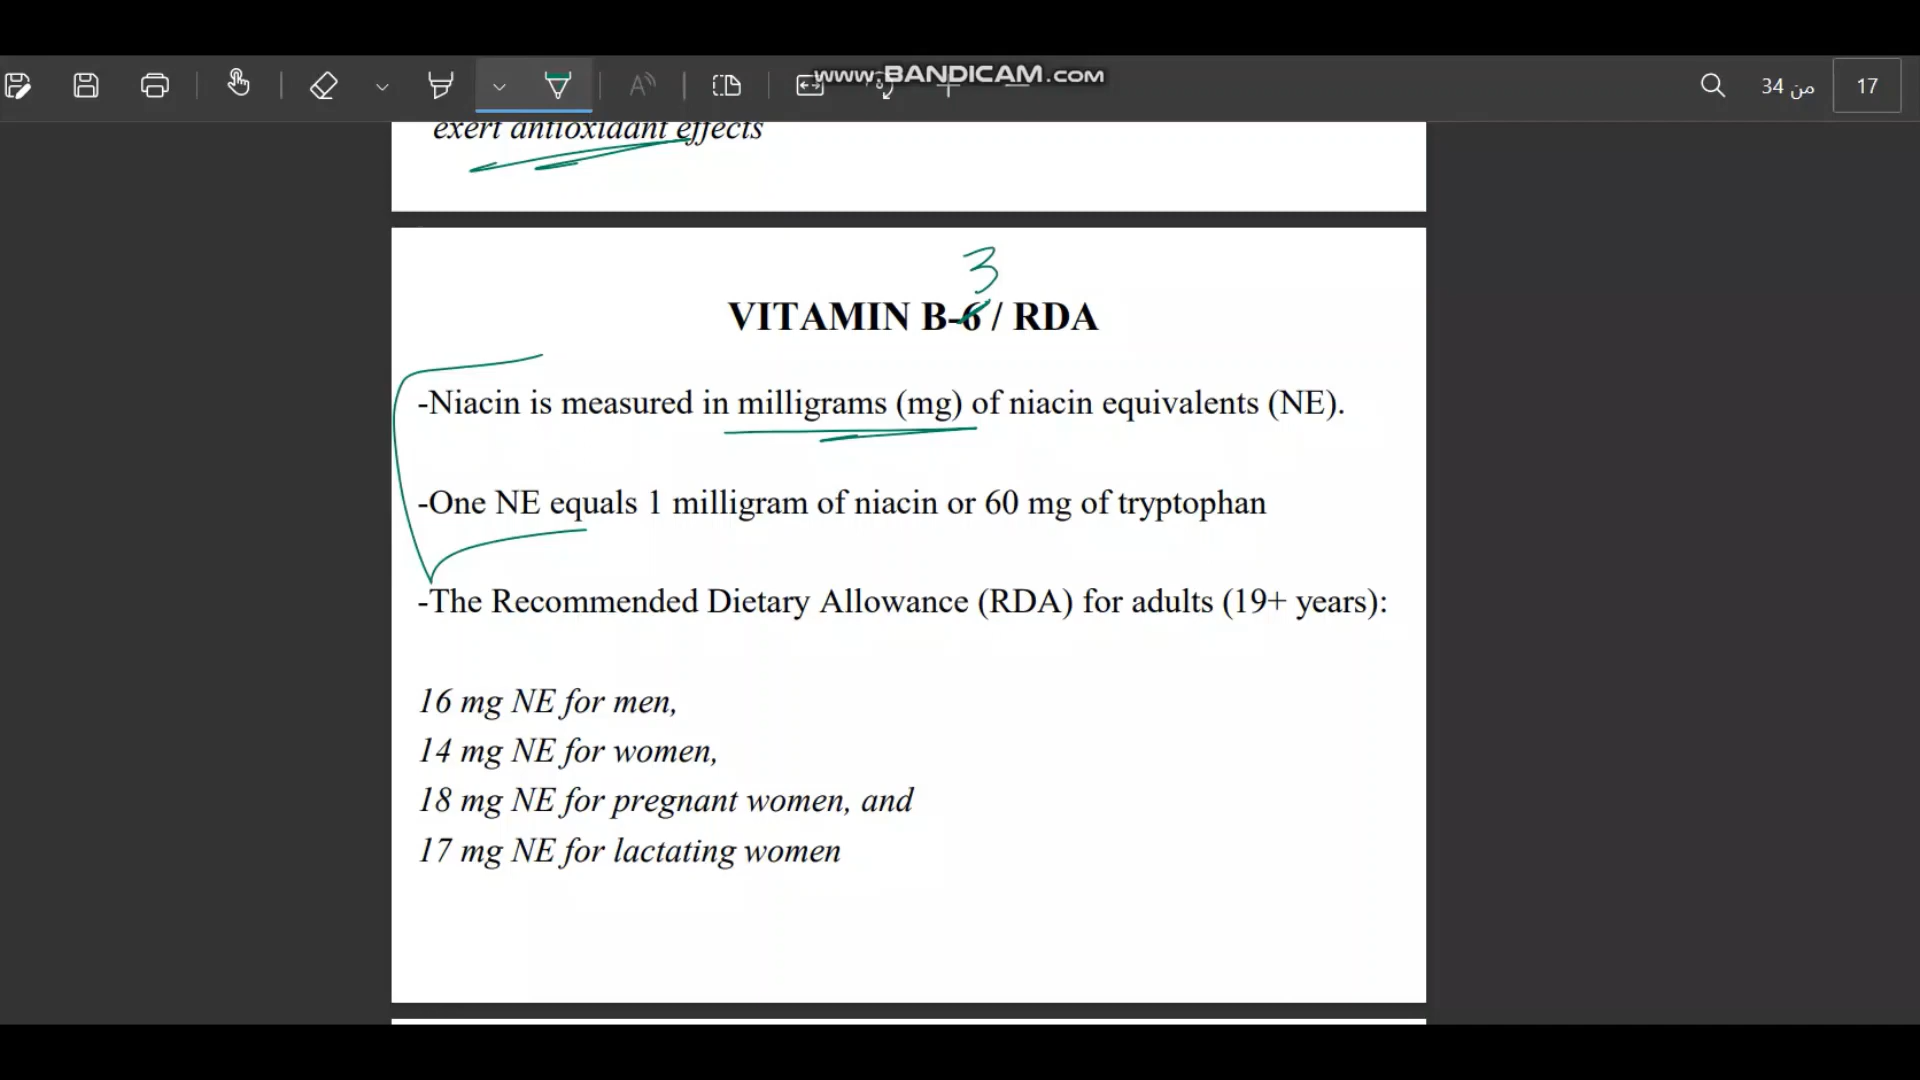 www.BANDICAM.com
17
من 34
exert antioxidant effects
3
VITAMIN B-6 / RDA
-Niacin is measured in milligrams (mg) of niacin equivalents (NE).
-One NE equals 1 milligram of niacin or 60 mg of tryptophan
-The Recommended Dietary Allowance (RDA) for adults (19+ years):
16 mg NE for men,
14 mg NE for women,
18 mg NE for pregnant women, and
17 mg NE for lactating women